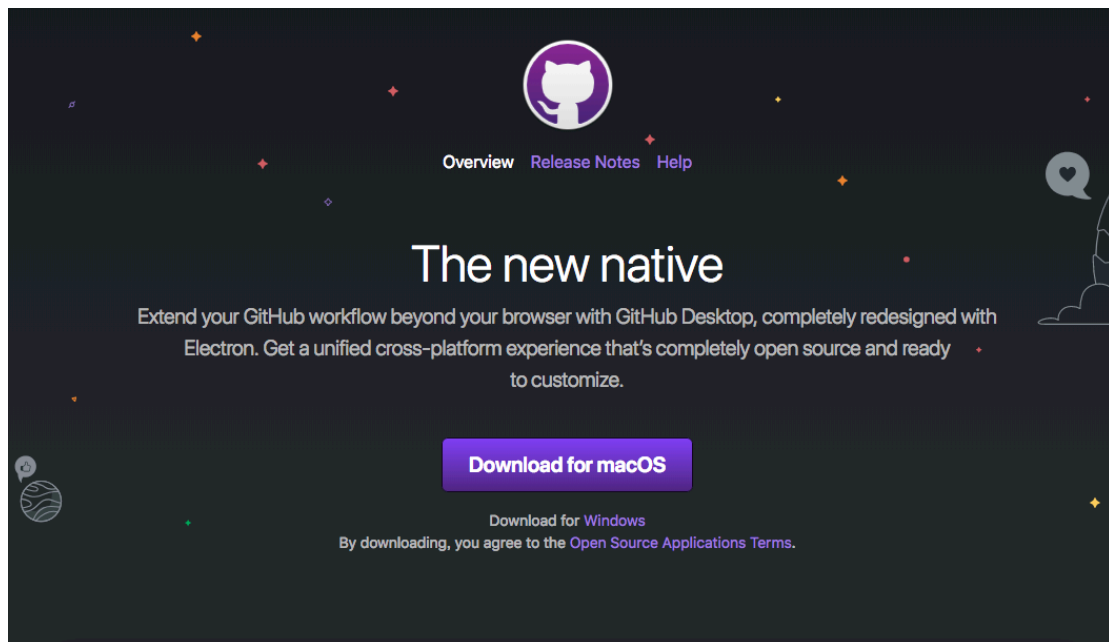 Overview Release Notes Help
The new native
Extend your GitHub workflow beyond your browser with GitHub Desktop, completely redesigned with
Electron. Get a unified cross-platform experience that's completely open source and ready
to customize.
Download for macOS
Download for Windows
By downloading, you agree to the Open Source Applications Terms.